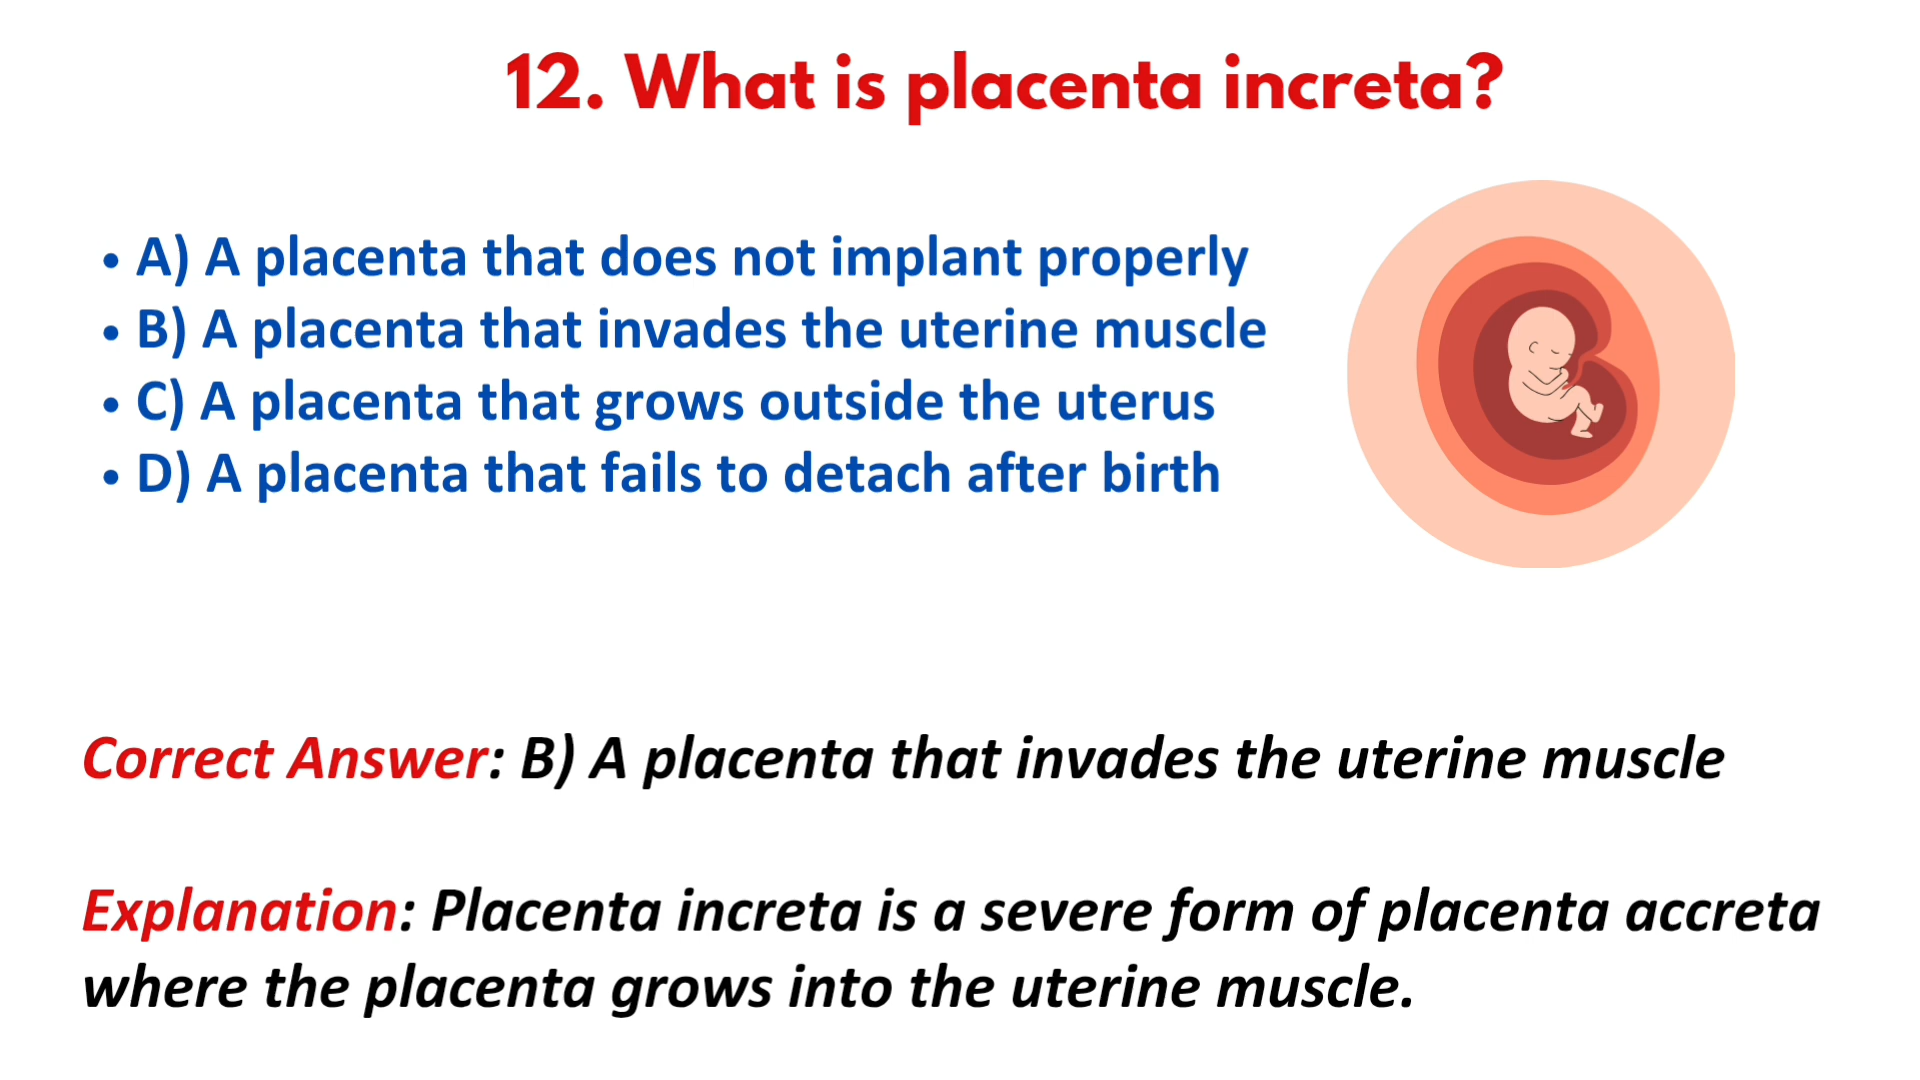 12. What is placenta increta?
• A) A placenta that does not implant properly
• B) A placenta that invades the uterine muscle
• C) A placenta that grows outside the uterus
• D) A placenta that fails to detach after birth
Correct Answer: B) A placenta that invades the uterine muscle
Explanation: Placenta increta is a severe form of placenta accreta
where the placenta grows into the uterine muscle.